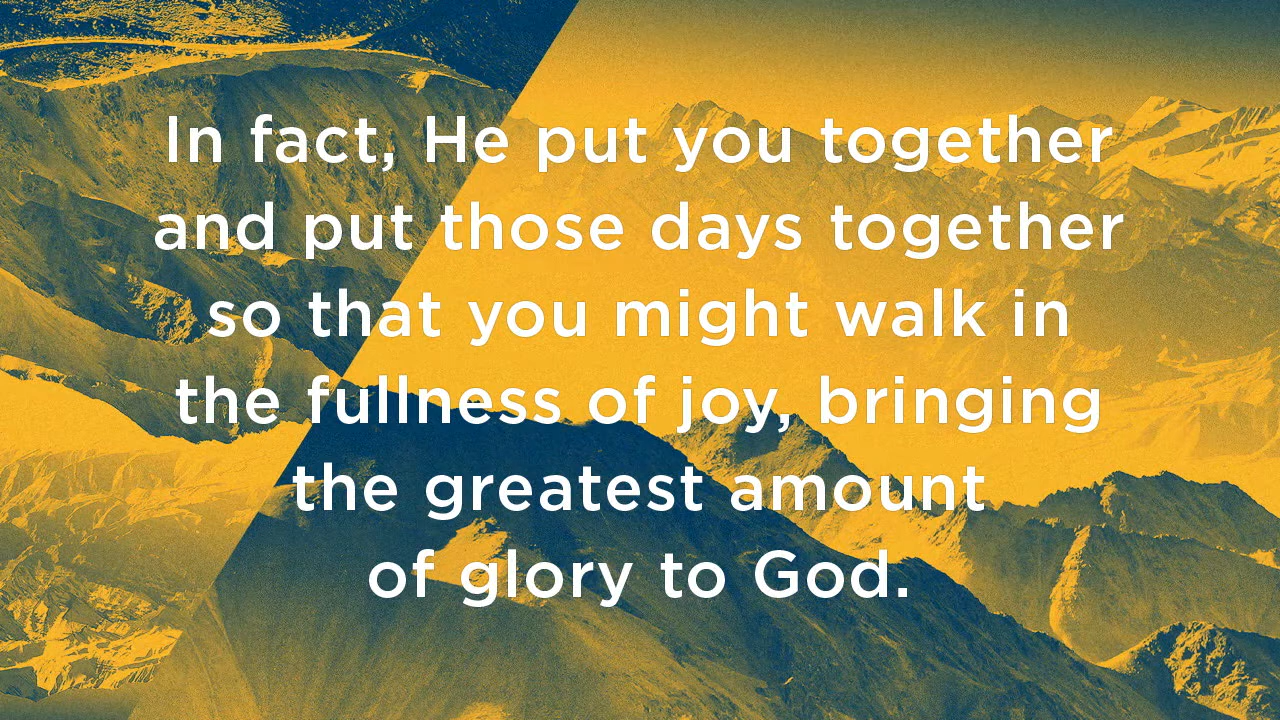 In fact, He put you together
and put those days together
so that you might walk in
the fullness of joy, bringing
the greatest amount
of glory to God.